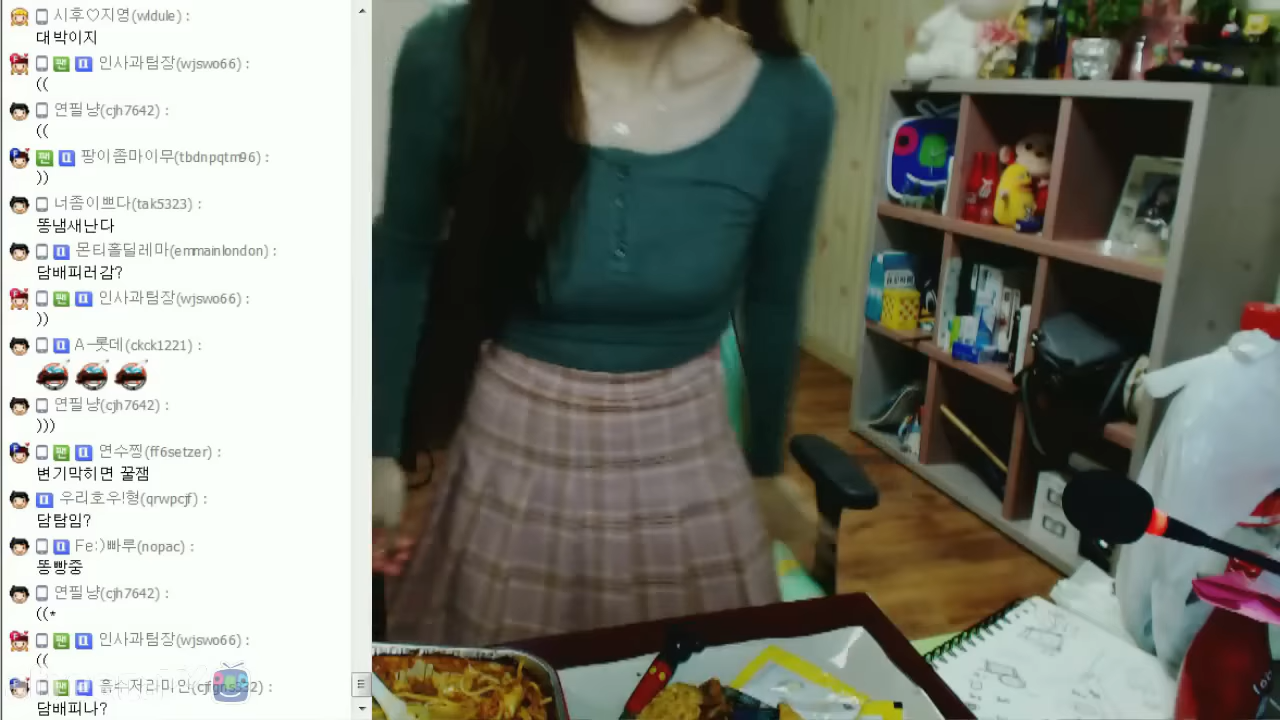 시후♡지영(wldule) :
대박이지
팬 인사과팀장(wjswo66) :
((
연필냥(cjh7642) :
((
팬 팡이좀마이무(tbdnpqtm96) :
))
너좀이쁘다(tak5323) :
똥냄새난다
몬티홀딜레마(emmainlondon) :
담배피러감?
팬 인사과팀장(wjswo66) :
))
A-롯데(ckck1221) :
연필냥(cjh7642) :
)))
팬 연수찡(ff6setzer) :
변기막히면 꿀잼
우리호우!형(qrwpcjf) :
담탐임?
Fe:)빠루(nopac) :
똥빵중
연필냥(cjh7642) :
((*
팬 인사과팀장(wjswo66) :
((
담배피나?